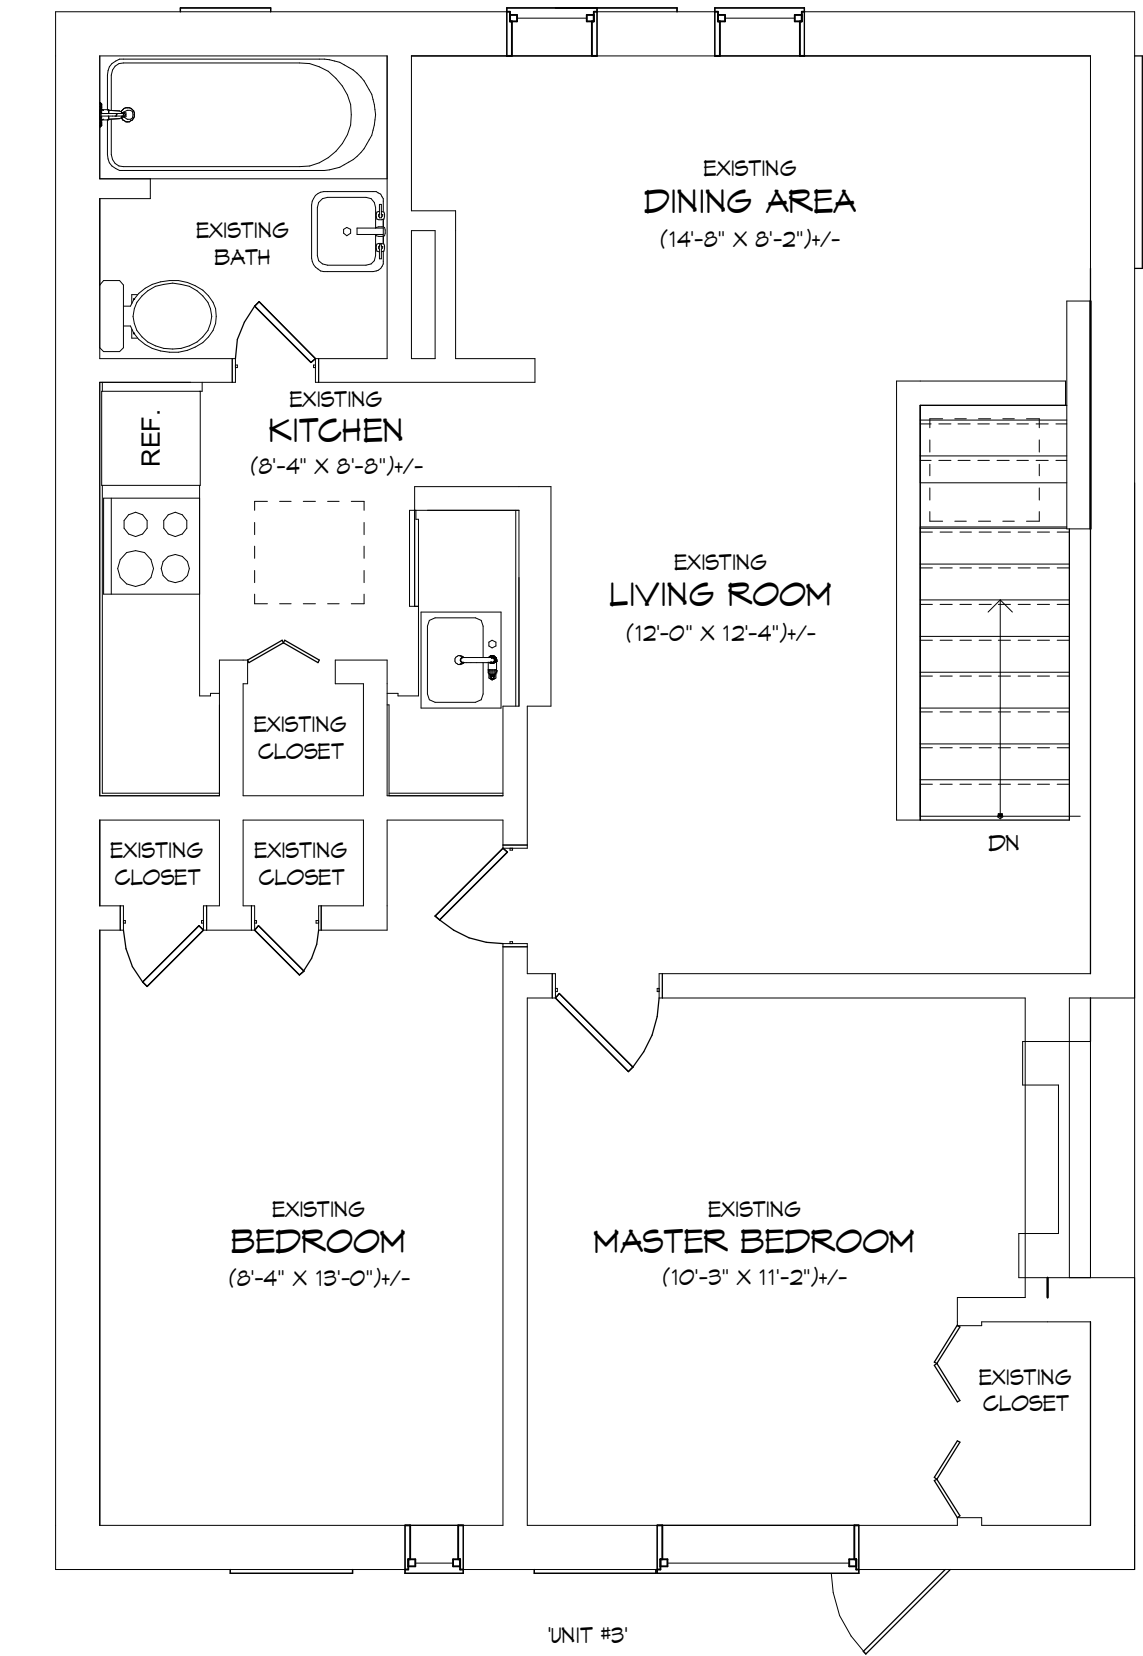 EXISTING
DINING AREA
(14'-8" X 8'-2")+/-
EXISTING
BATH
EXISTING
KITCHEN
(8'-4" X 8'-8")+/-
REF.
EXISTING
LIVING ROOM
(12'-0" X 12'-4")+/-
EXISTING
CLOSET
DN
EXISTING
CLOSET
EXISTING
CLOSET
EXISTING
BEDROOM
(8'-4" X 13'-0")+/-
EXISTING
MASTER BEDROOM
(10'-3" X 11'-2")+/-
EXISTING
CLOSET
'UNIT #3'